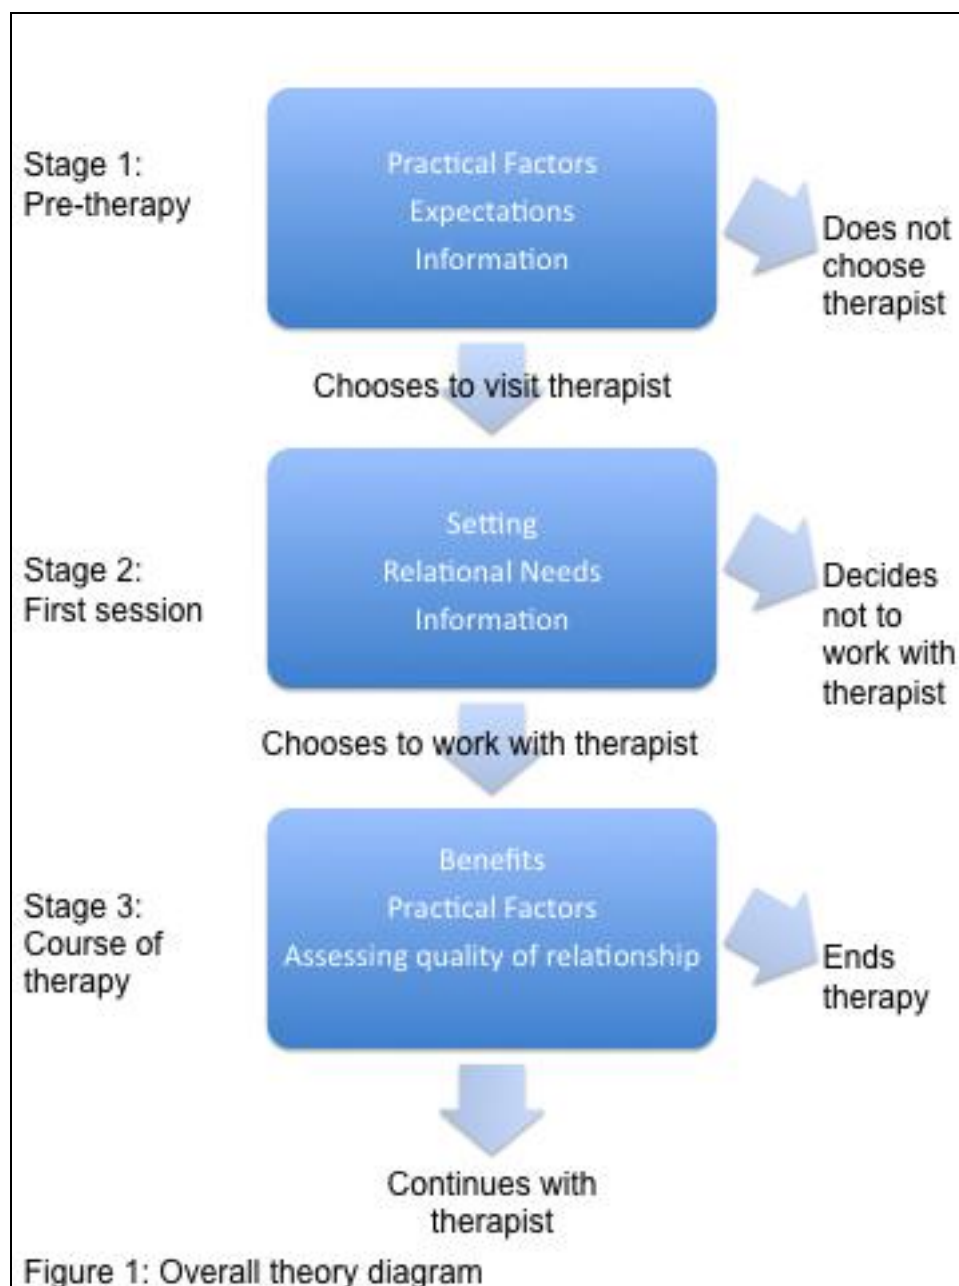 Stage 1:
Pre-therapy
Practical Factors
Expectations
Information
Does not
choose
therapist
Chooses to visit therapist
Stage 2:
First session
Setting
Relational Needs
Information
Decides
not to
work with
therapist
Chooses to work with therapist
Stage 3:
Course of
therapy
Benefits
Practical Factors
Assessing quality of relationship
Ends
therapy
Continues with
therapist
Figure 1: Overall theory diagram